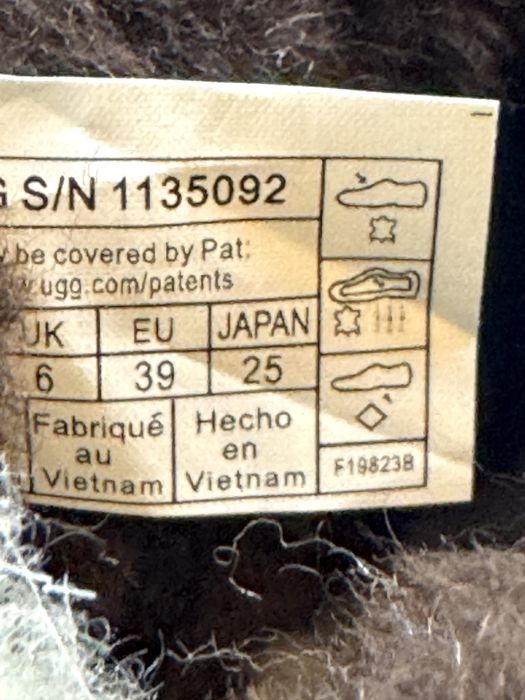 G S/N 1135092
be covered by Pat:
ugg.com/patents
UK EU JAPAN
6 39 25
Fabriqué au Vietnam
Hecho en Vietnam
F19823B